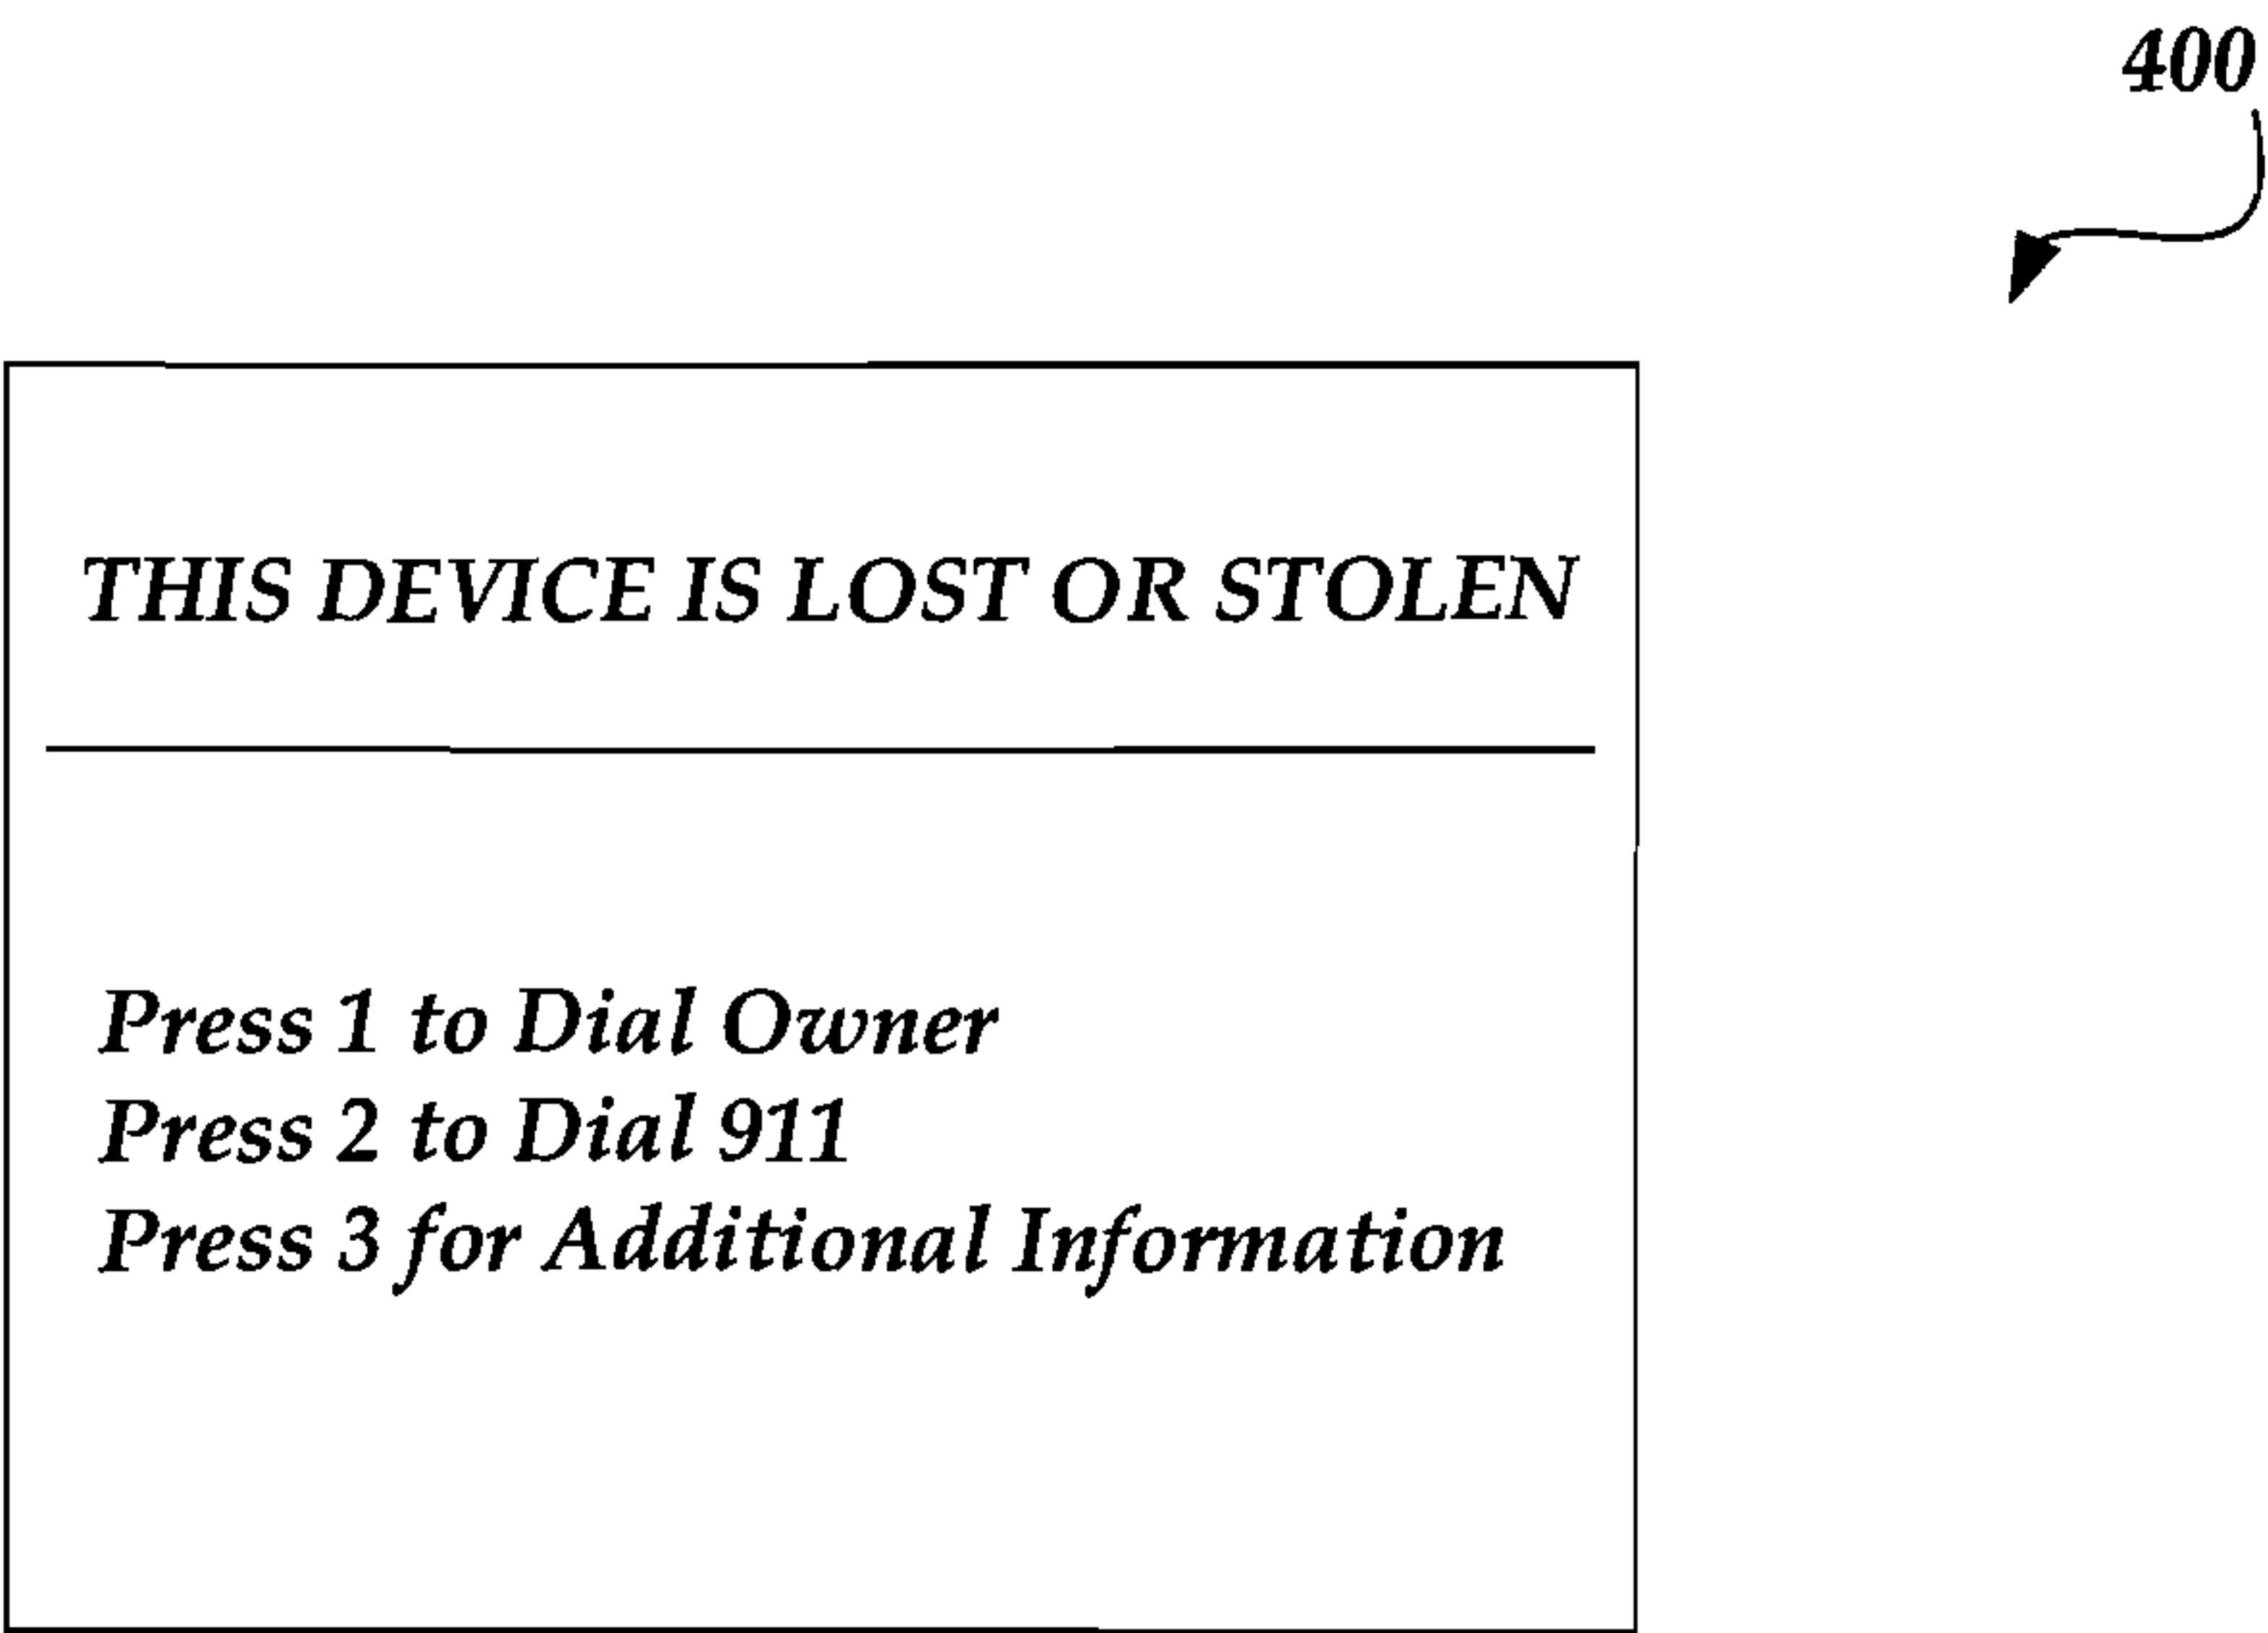 400
THIS DEVICE IS LOST OR STOLEN
Press 1 to Dial Owner
Press 2 to Dial 911
Press 3 for Additional Information